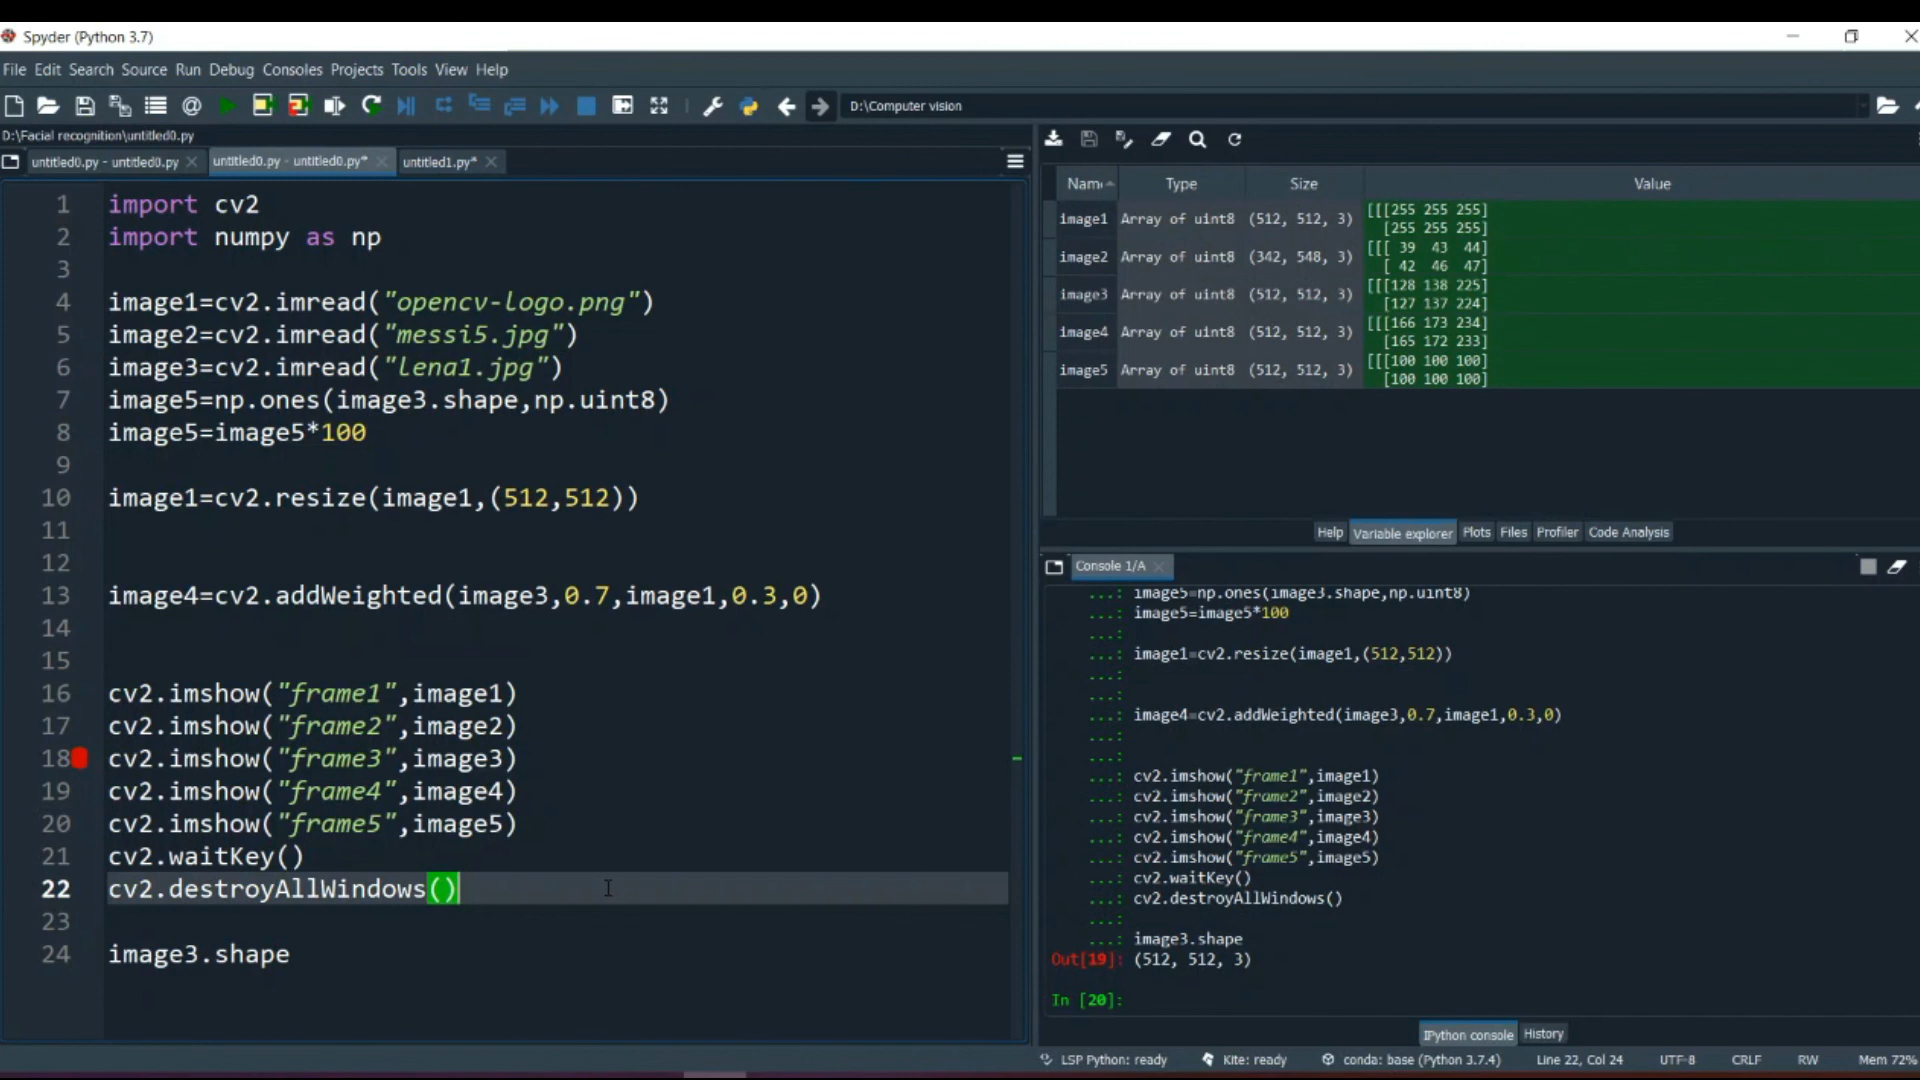 Spyder (Python 3.7)
File Edit Search Source Run Debug Consoles Projects Tools View Help
D:\Computer vision
D:\Facial recognition\untitled0.py
untitled0.py - untitled0.py untitled0.py - untitled0.py* untitled1.py*
1 import cv2
2 import numpy as np
3
4 image1=cv2.imread("opencv-logo.png")
5 image2=cv2.imread("messi5.jpg")
6 image3=cv2.imread("lena1.jpg")
7 image5=np.ones(image3.shape,np.uint8)
8 image5=image5*100
9
10 image1=cv2.resize(image1,(512,512))
11
12
13 image4=cv2.addWeighted(image3,0.7,image1,0.3,0)
14
15
16 cv2.imshow("frame1",image1)
17 cv2.imshow("frame2",image2)
18 cv2.imshow("frame3",image3)
19 cv2.imshow("frame4",image4)
20 cv2.imshow("frame5",image5)
21 cv2.waitKey()
22 cv2.destroyAllWindows()
23
24 image3.shape
Nam Type Size Value
image1 Array of uint8 (512, 512, 3) [[[255 255 255]
[255 255 255]
image2 Array of uint8 (342, 548, 3) [[[ 39 43 44]
[ 42 46 47]
image3 Array of uint8 (512, 512, 3) [[[128 138 225]
[127 137 224]
image4 Array of uint8 (512, 512, 3) [[[166 173 234]
[165 172 233]
image5 Array of uint8 (512, 512, 3) [[[100 100 100]
[100 100 100]
Help Variable explorer Plots Files Profiler Code Analysis
Console 1/A
...: image5=np.ones(image3.shape,np.uint8)
...: image5=image5*100
...:
...: image1=cv2.resize(image1,(512,512))
...:
...:
...: image4=cv2.addWeighted(image3,0.7,image1,0.3,0)
...:
...:
...: cv2.imshow("frame1",image1)
...: cv2.imshow("frame2",image2)
...: cv2.imshow("frame3",image3)
...: cv2.imshow("frame4",image4)
...: cv2.imshow("frame5",image5)
...: cv2.waitKey()
...: cv2.destroyAllWindows()
...:
...: image3.shape
Out[19]: (512, 512, 3)
In [20]:
IPython console History
LSP Python: ready Kite: ready conda: base (Python 3.7.4) Line 22, Col 24 UTF-8 CRLF RW Mem 72%